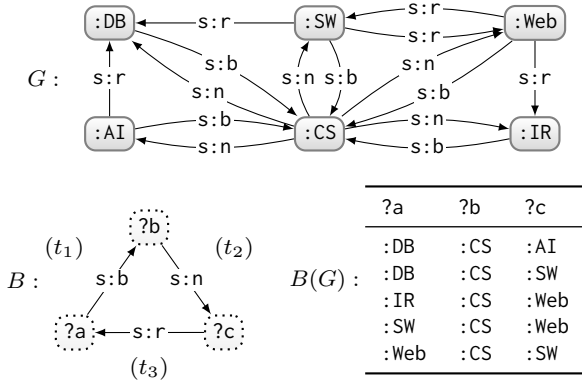 :DB s:r :SW s:r :Web
s:r
G : s:r s:b s:n s:n s:b s:n s:b s:r
:AI s:b s:n :CS s:n s:b :IR
?a ?b ?c
?b
(t1) (t2)
:DB :CS :AI
B : s:b s:n B(G) : :DB :CS :SW
:IR :CS :Web
?a s:r ?c :SW :CS :Web
(t3) :Web :CS :SW